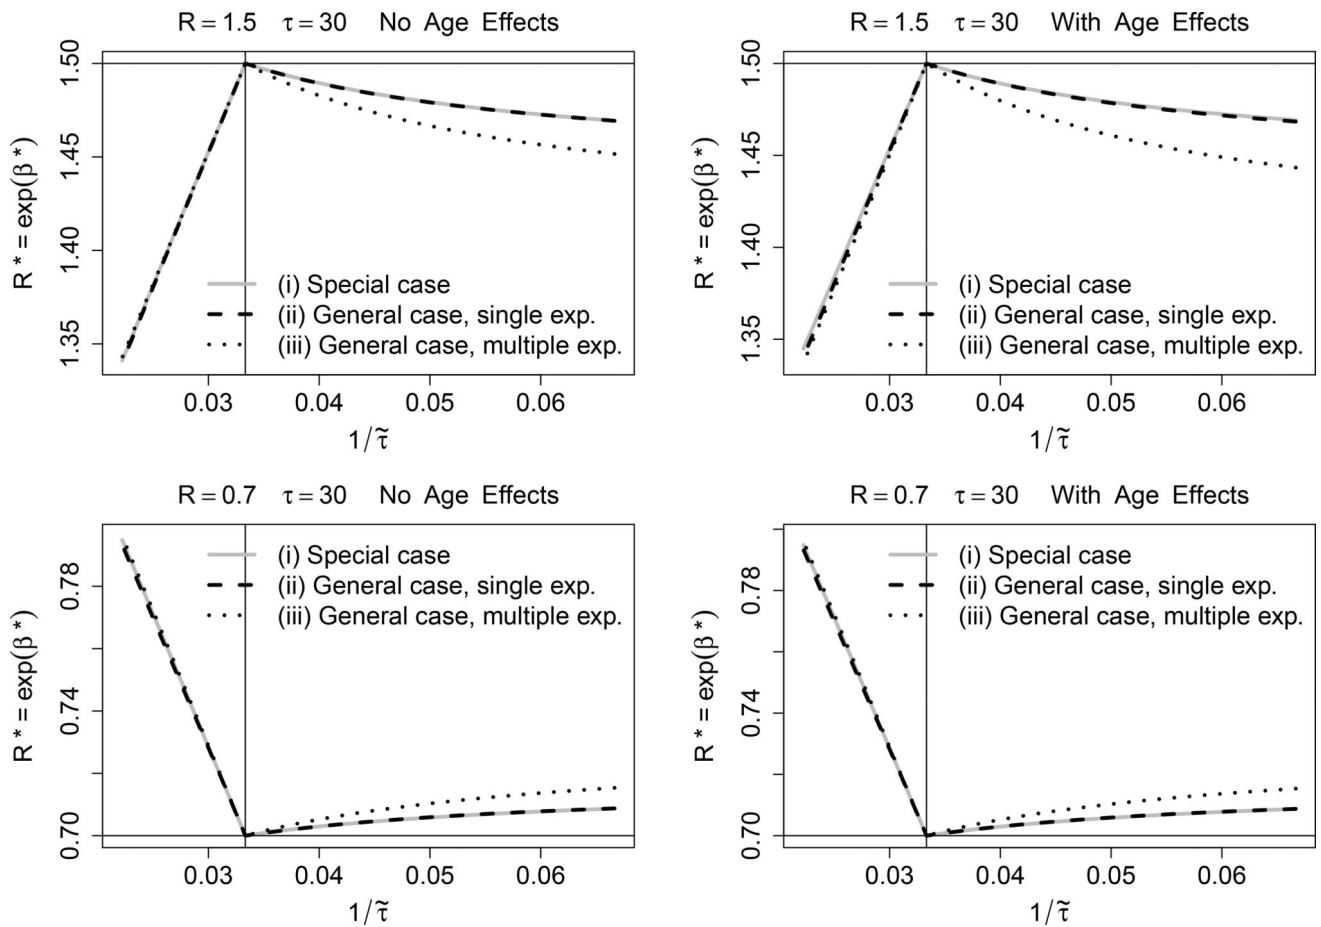 R = 1.5 τ = 30 No Age Effects
R* = exp(β*)
1.50
1.45
1.40
1.35
(i) Special case
(ii) General case, single exp.
(iii) General case, multiple exp.
0.03 0.04 0.05 0.06
1/τ̃
R = 1.5 τ = 30 With Age Effects
R* = exp(β*)
1.50
1.45
1.40
1.35
(i) Special case
(ii) General case, single exp.
(iii) General case, multiple exp.
0.03 0.04 0.05 0.06
1/τ̃
R = 0.7 τ = 30 No Age Effects
R* = exp(β*)
0.78
0.74
0.70
(i) Special case
(ii) General case, single exp.
(iii) General case, multiple exp.
0.03 0.04 0.05 0.06
1/τ̃
R = 0.7 τ = 30 With Age Effects
R* = exp(β*)
0.78
0.74
0.70
(i) Special case
(ii) General case, single exp.
(iii) General case, multiple exp.
0.03 0.04 0.05 0.06
1/τ̃